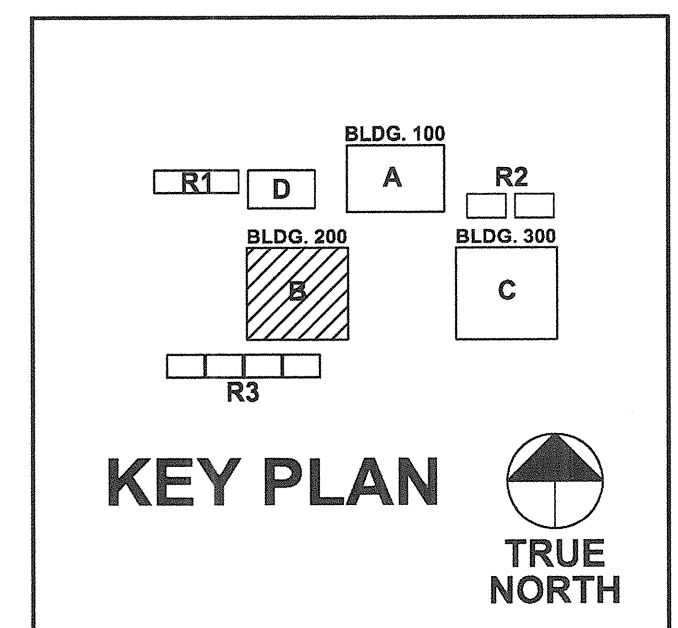 BLDG. 100
R1
D
A
R2
BLDG. 200
BLDG. 300
B
C
R3
KEY PLAN
TRUE
NORTH